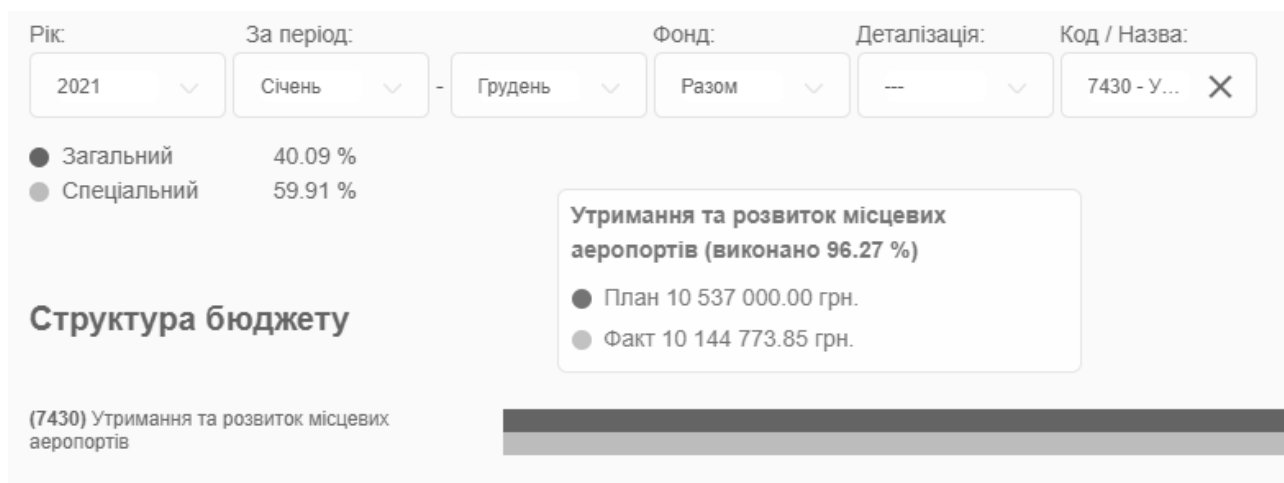 Рік: За період: Фонд: Деталізація: Код / Назва:
2021 Січень - Грудень Разом --- 7430 - У...
Загальний 40.09 %
Спеціальний 59.91 %
Утримання та розвиток місцевих
аеропортів (виконано 96.27 %)
План 10 537 000.00 грн.
Факт 10 144 773.85 грн.
Структура бюджету
(7430) Утримання та розвиток місцевих
аеропортів